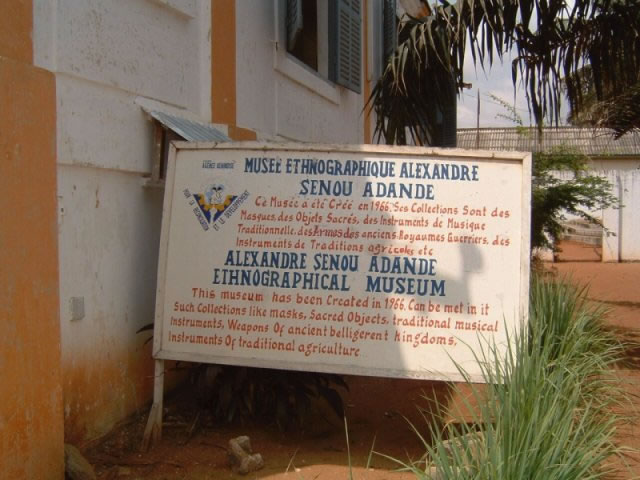 MUSEE ETHNOGRAPHIQUE ALEXANDRE
SENOU ADANDE
Ce Musée a été Créé en 1966. Ses Collections Sont des
Masques, des Objets Sacrés, des Instruments de Musique
Traditionnelle, des Armes des anciens Royaumes Guerriers, des
Instruments de Traditions agricoles, etc
ALEXANDRE SENOU ADANDE
ETHNOGRAPHICAL MUSEUM
This museum has been Created in 1966. Can be met in it
Such Collections like masks, Sacred Objects, traditional musical
Instruments, Weapons Of ancient belligerent kingdoms,
Instruments Of traditional agriculture